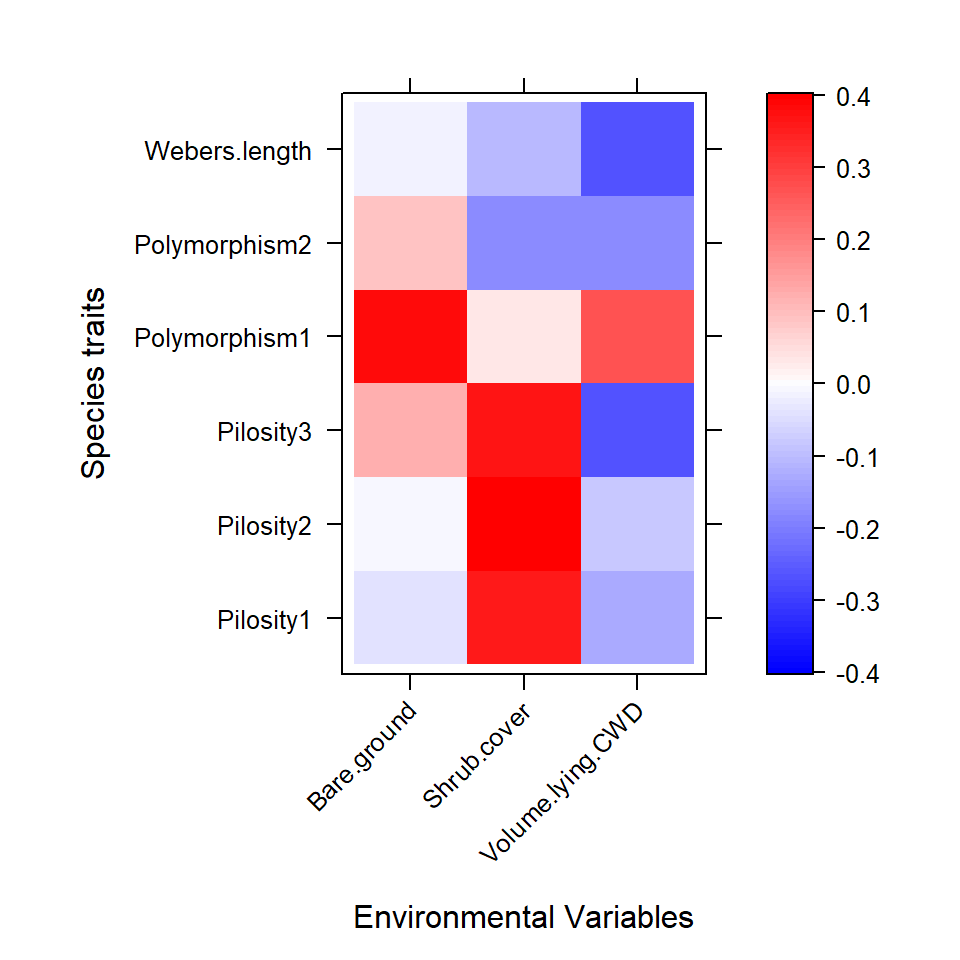 Webers.length
Polymorphism2
Polymorphism1
Pilosity3
Pilosity2
Pilosity1
Species traits
Bare.ground
Shrub.cover
Volume.lying.CWD
Environmental Variables
0.4
0.3
0.2
0.1
0.0
-0.1
-0.2
-0.3
-0.4